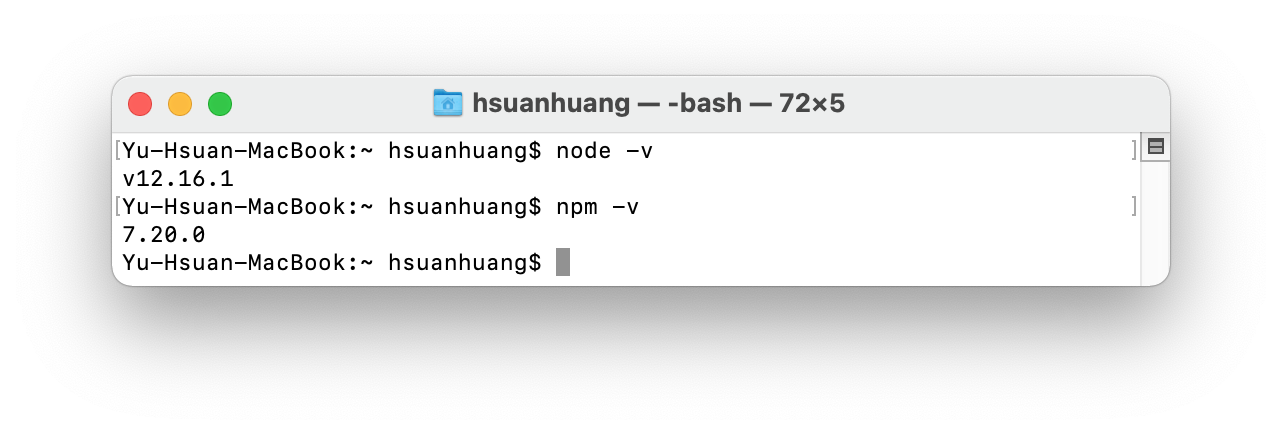 hsuanhuang — -bash — 72×5
[Yu-Hsuan-MacBook:~ hsuanhuang$ node -v ]
v12.16.1
[Yu-Hsuan-MacBook:~ hsuanhuang$ npm -v ]
7.20.0
Yu-Hsuan-MacBook:~ hsuanhuang$